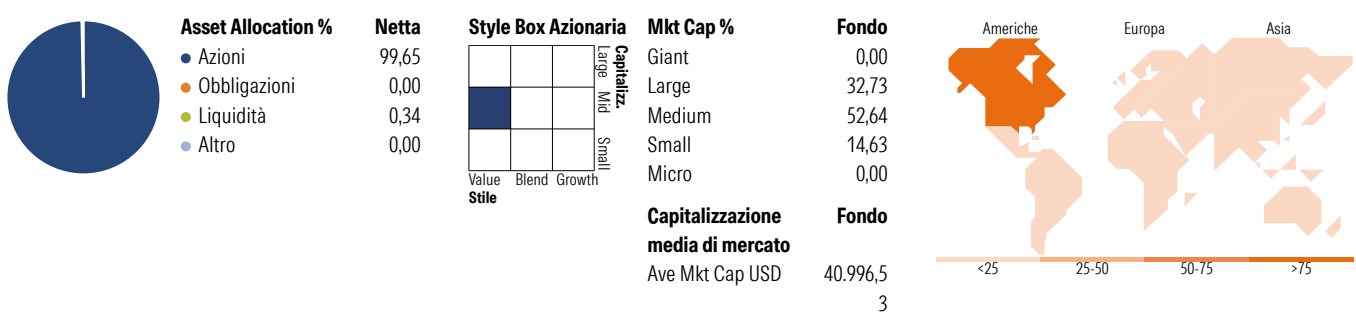 Asset Allocation % Netta
Azioni 99,65
Obbligazioni 0,00
Liquidità 0,34
Altro 0,00
Style Box Azionaria
Capitalizz.
Large
Mid
Small
Value Blend Growth
Stile
Mkt Cap % Fondo
Giant 0,00
Large 32,73
Medium 52,64
Small 14,63
Micro 0,00
Capitalizzazione Fondo
media di mercato
Ave Mkt Cap USD 40.996,5
3
Americhe Europa Asia
<25 25-50 50-75 >75